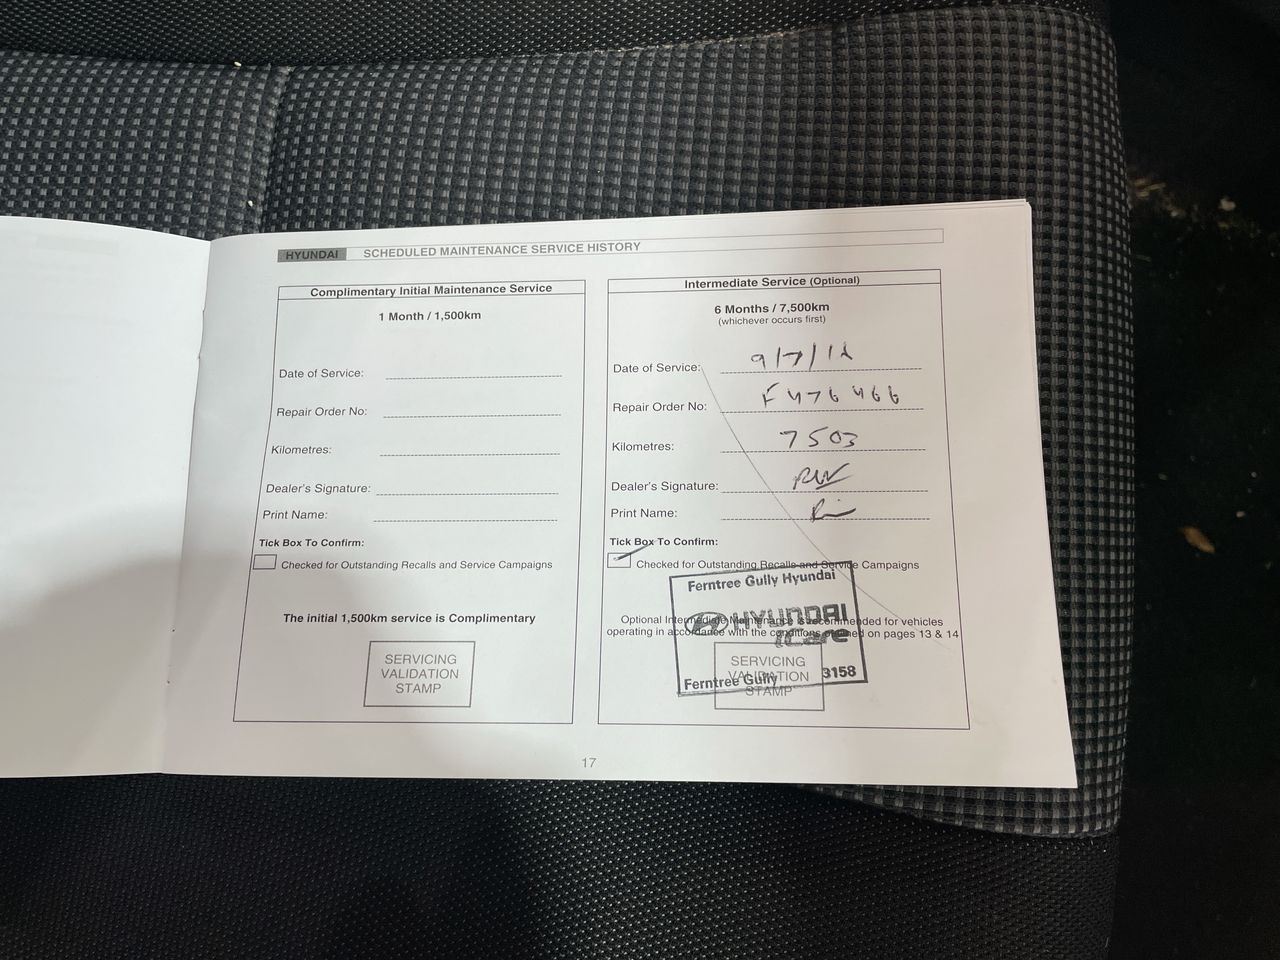 HYUNDAI SCHEDULED MAINTENANCE SERVICE HISTORY
Complimentary Initial Maintenance Service
1 Month / 1,500km
Date of Service:
Repair Order No:
Kilometres:
Dealer's Signature:
Print Name:
Tick Box To Confirm:
Checked for Outstanding Recalls and Service Campaigns
The initial 1,500km service is Complimentary
SERVICING
VALIDATION
STAMP
Intermediate Service (Optional)
6 Months / 7,500km
(whichever occurs first)
Date of Service: 9/7/12
Repair Order No: F476466
Kilometres: 7503
Dealer's Signature: RW
Print Name:
Tick Box To Confirm:
Checked for Outstanding Recalls and Service Campaigns
Optional Intermediate Maintenance is recommended for vehicles
operating in accordance with the conditions outlined on pages 13 & 14
SERVICING
VALIDATION
STAMP
Ferntree Gully Hyundai
HYUNDAI
iCare
Ferntree Gully 3158
17